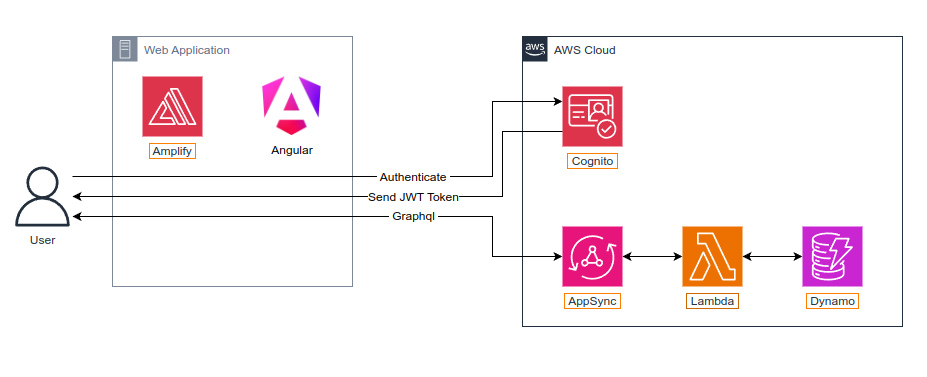 Web Application
aws
AWS Cloud
Amplify
Angular
Cognito
Authenticate
Send JWT Token
Graphql
User
AppSync
Lambda
Dynamo